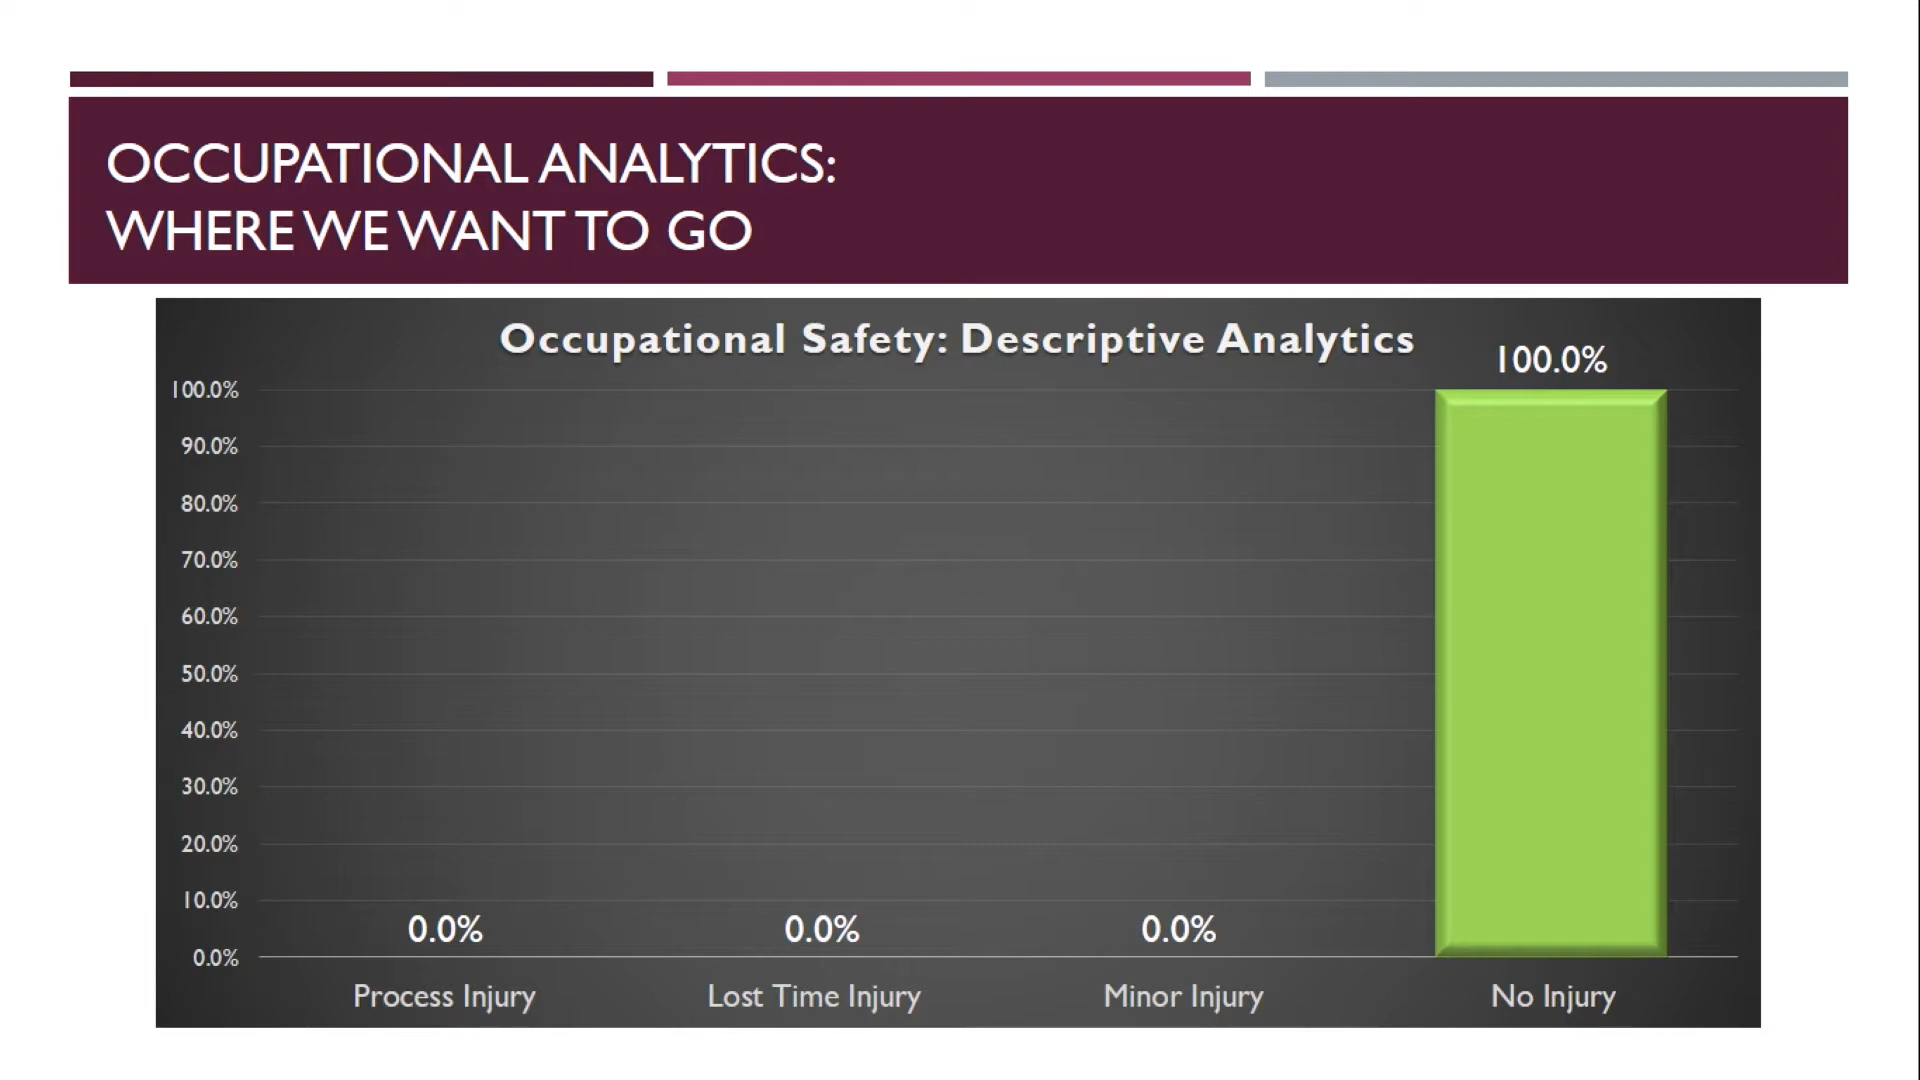 OCCUPATIONAL ANALYTICS:
WHERE WE WANT TO GO
Occupational Safety: Descriptive Analytics
100.0%
100.0%
90.0%
80.0%
70.0%
60.0%
50.0%
40.0%
30.0%
20.0%
10.0%
0.0%
0.0%
0.0%
0.0%
Process Injury
Lost Time Injury
Minor Injury
No Injury